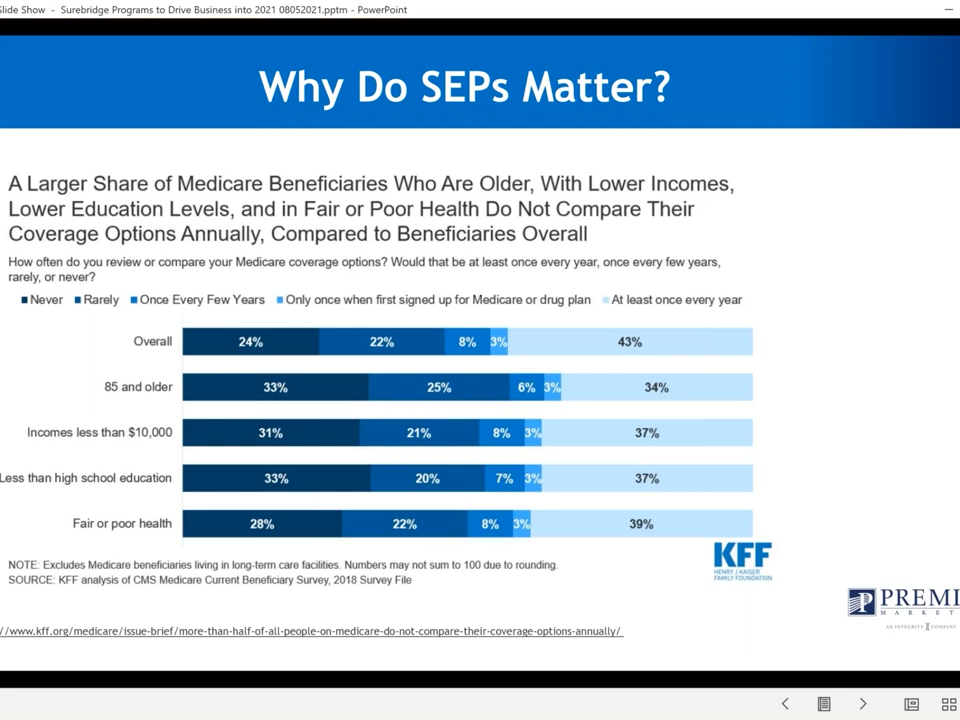 Slide Show - Surebridge Programs to Drive Business into 2021 08052021.pptm - PowerPoint
Why Do SEPs Matter?
A Larger Share of Medicare Beneficiaries Who Are Older, With Lower Incomes,
Lower Education Levels, and in Fair or Poor Health Do Not Compare Their
Coverage Options Annually, Compared to Beneficiaries Overall
How often do you review or compare your Medicare coverage options? Would that be at least once every year, once every few years,
rarely, or never?
Never Rarely Once Every Few Years Only once when first signed up for Medicare or drug plan At least once every year
Overall 24% 22% 8% 3% 43%
85 and older 33% 25% 6% 3% 34%
Incomes less than $10,000 31% 21% 8% 3% 37%
Less than high school education 33% 20% 7% 3% 37%
Fair or poor health 28% 22% 8% 3% 39%
KFF
HENRY J KAISER
FAMILY FOUNDATION
NOTE: Excludes Medicare beneficiaries living in long-term care facilities. Numbers may not sum to 100 due to rounding.
SOURCE: KFF analysis of CMS Medicare Current Beneficiary Survey, 2018 Survey File
PREMI
MARKET
AN INTEGRITY COMPANY
//www.kff.org/medicare/issue-brief/more-than-half-of-all-people-on-medicare-do-not-compare-their-coverage-options-annually/